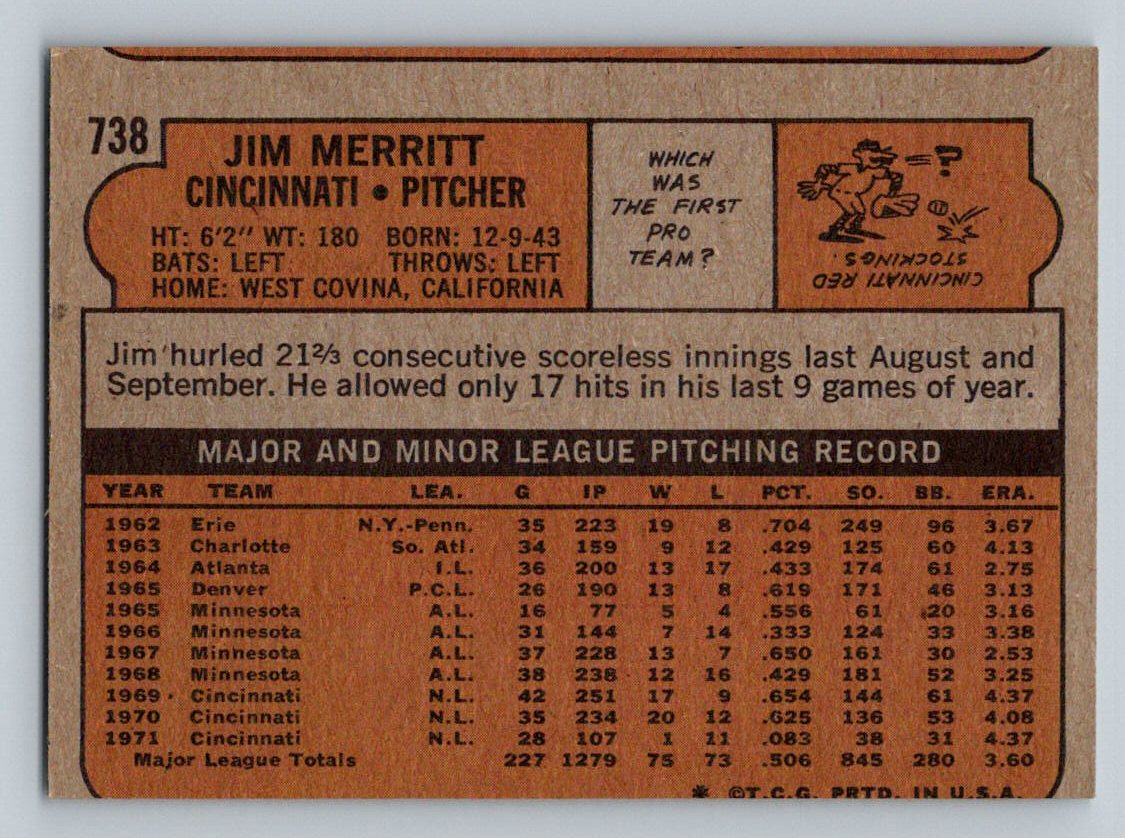 738
JIM MERRITT
CINCINNATI • PITCHER
HT: 6'2" WT: 180 BORN: 12-9-43
BATS: LEFT THROWS: LEFT
HOME: WEST COVINA, CALIFORNIA
WHICH
WAS
THE FIRST
PRO
TEAM?
?
CINCINNATI RED
STOCKINGS.
Jim hurled 21⅔ consecutive scoreless innings last August and
September. He allowed only 17 hits in his last 9 games of year.
MAJOR AND MINOR LEAGUE PITCHING RECORD
YEAR TEAM LEA. G IP W L PCT. SO. BB. ERA.
1962 Erie N.Y.-Penn. 35 223 19 8 .704 249 96 3.67
1963 Charlotte So. Atl. 34 159 9 12 .429 125 60 4.13
1964 Atlanta I.L. 36 200 13 17 .433 174 61 2.75
1965 Denver P.C.L. 26 190 13 8 .619 171 46 3.13
1965 Minnesota A.L. 16 77 5 4 .556 61 20 3.16
1966 Minnesota A.L. 31 144 7 14 .333 124 33 3.38
1967 Minnesota A.L. 37 228 13 7 .650 161 30 2.53
1968 Minnesota A.L. 38 238 12 16 .429 181 52 3.25
1969 Cincinnati N.L. 42 251 17 9 .654 144 61 4.37
1970 Cincinnati N.L. 35 234 20 12 .625 136 53 4.08
1971 Cincinnati N.L. 28 107 1 11 .083 38 31 4.37
Major League Totals 227 1279 75 73 .506 845 280 3.60
* ©T.C.G. PRTD. IN U.S.A.